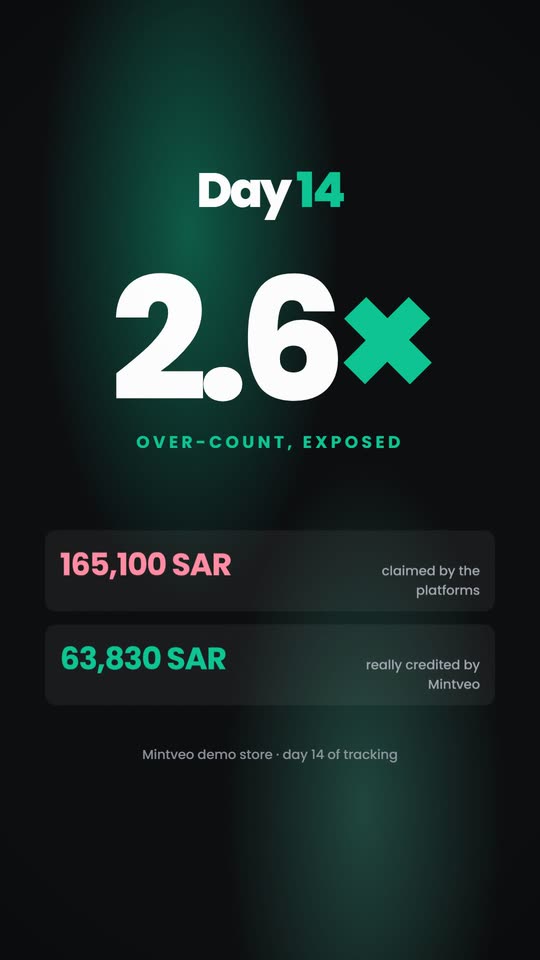 Day 14
2.6×
OVER-COUNT, EXPOSED
165,100 SAR
claimed by the
platforms
63,830 SAR
really credited by
Mintveo
Mintveo demo store · day 14 of tracking